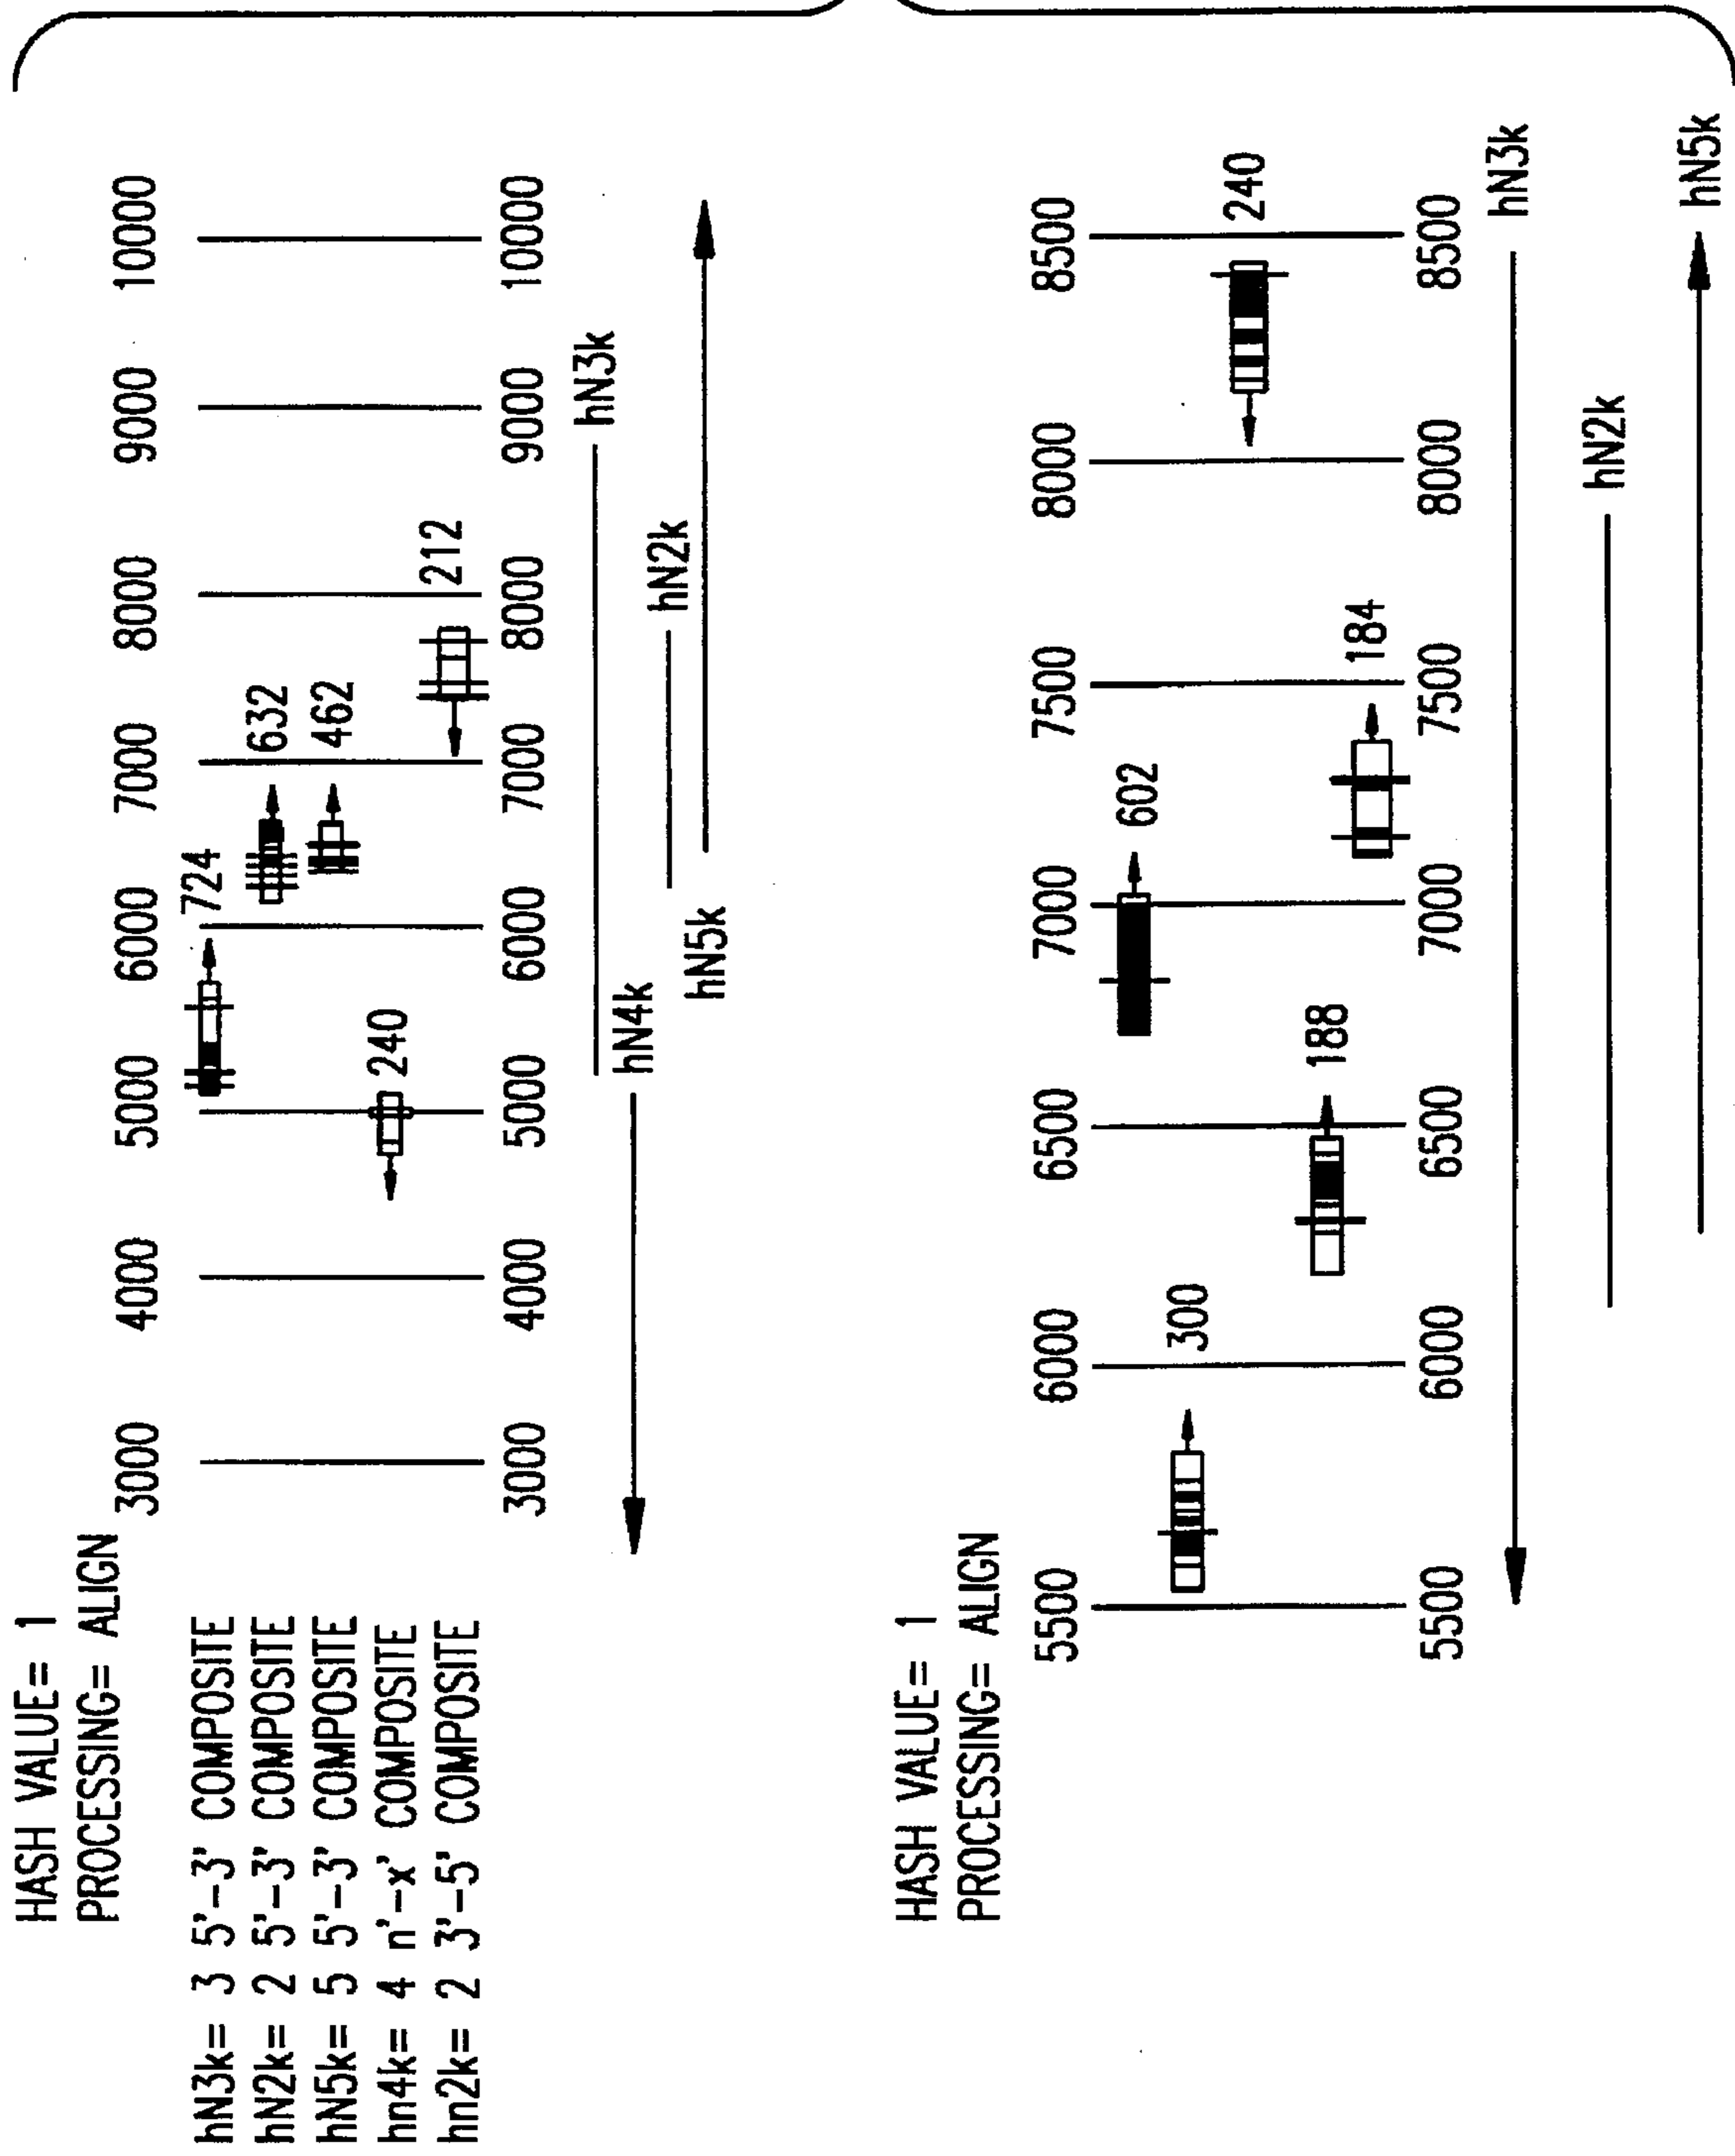 HASH VALUE= 1
PROCESSING= ALIGN
hN3k= 3 5'-3' COMPOSITE
hN2k= 2 5'-3' COMPOSITE
hN5k= 5 5'-3' COMPOSITE
hn4k= 4 n'-x' COMPOSITE
hn2k= 2 3'-5' COMPOSITE
3000 4000 5000 6000 7000 8000 9000 10000
724
632
462
240
212
3000 4000 5000 6000 7000 8000 9000 10000
hN3k
hN4k
hN2k
hN5k
HASH VALUE= 1
PROCESSING= ALIGN
5500 6000 6500 7000 7500 8000 8500
602
300
240
188
184
5500 6000 6500 7000 7500 8000 8500
hN3k
hN2k
hN5k